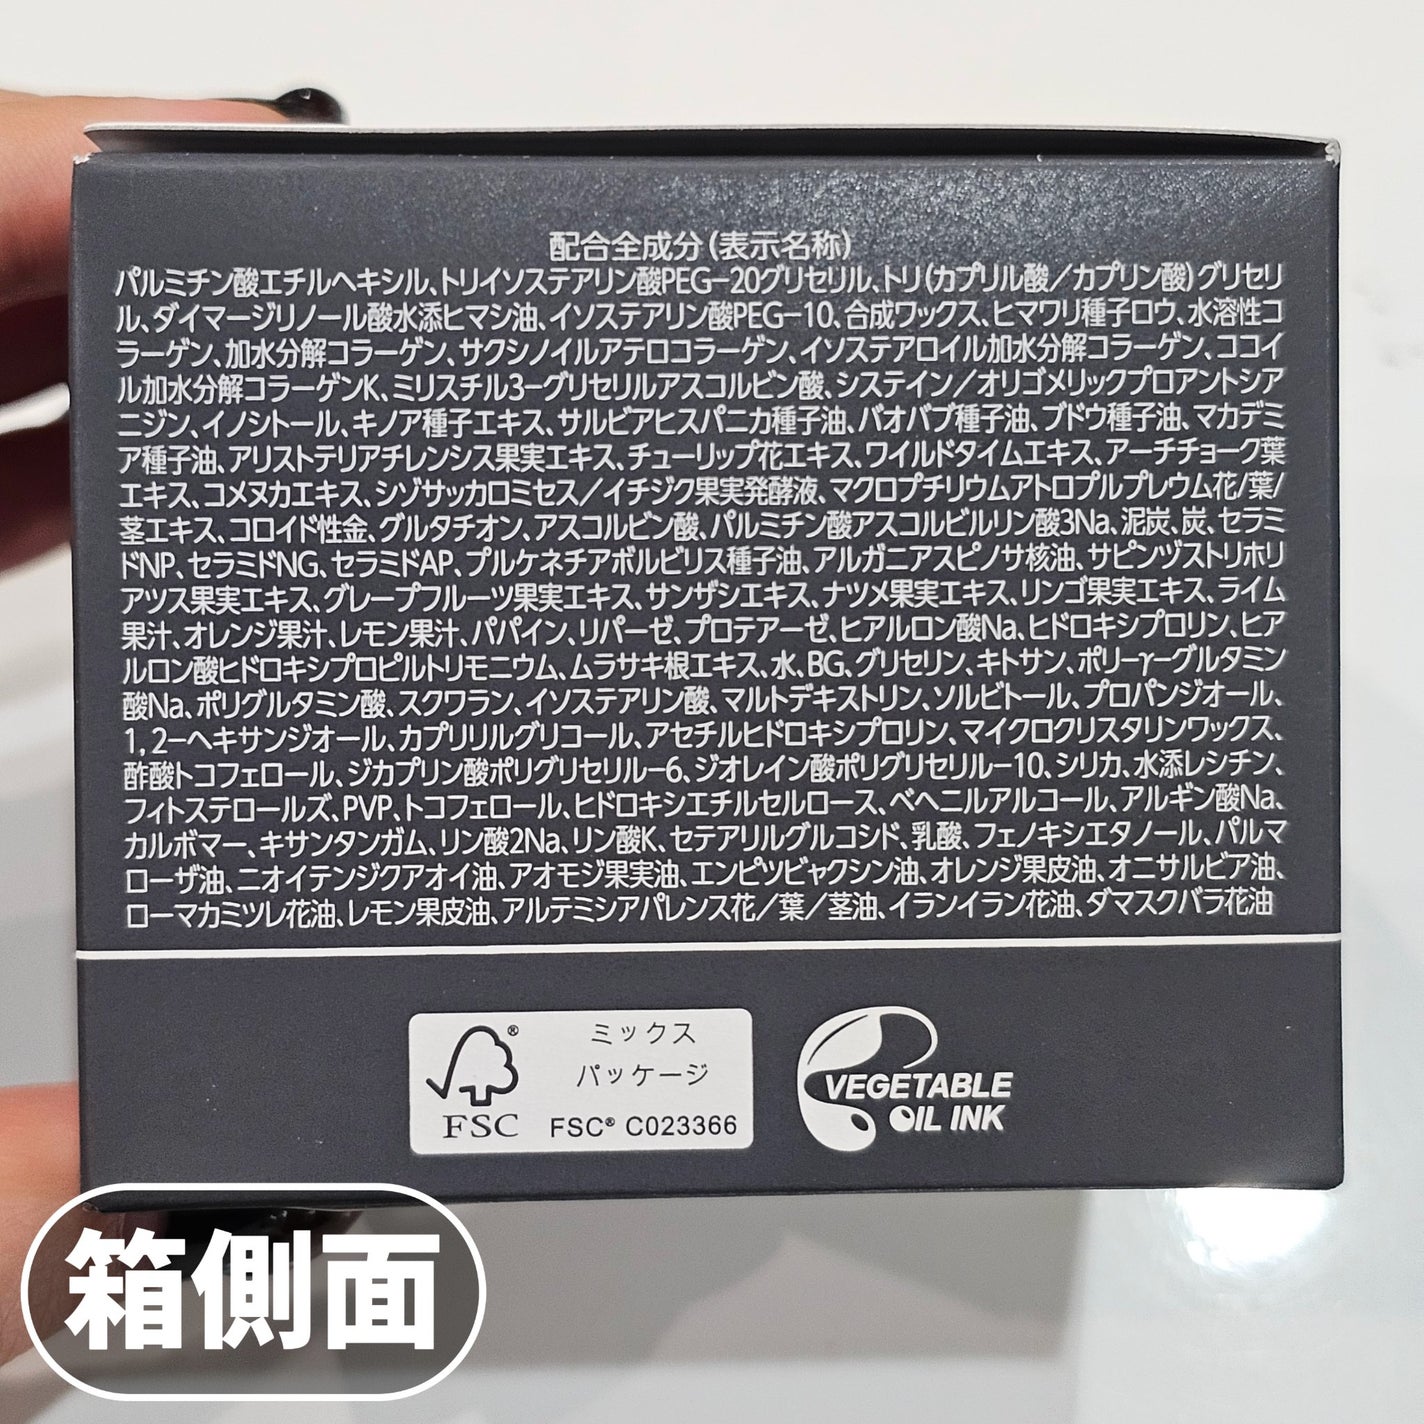 配合全成分(表示名称)
パルミチン酸エチルヘキシル、トリイソステアリン酸PEG-20グリセリル、トリ(カプリル酸/カプリン酸)グリセリ
ル、ダイマージリノール酸水添ヒマシ油、イソステアリン酸PEG-10、合成ワックス、ヒマワリ種子ロウ、水溶性コ
ラーゲン、加水分解コラーゲン、サクシノイルアテロコラーゲン、イソステアロイル加水分解コラーゲン、ココイ
ル加水分解コラーゲンK、ミリスチル3-グリセリルアスコルビン酸、システイン/オリゴメリックプロアントシア
ニジン、イノシトール、キノア種子エキス、サルビアヒスパニカ種子油、バオバブ種子油、ブドウ種子油、マカデミ
ア種子油、アリストテリアチレンシス果実エキス、チューリップ花エキス、ワイルドタイムエキス、アーチチョーク葉
エキス、コメヌカエキス、シゾサッカロミセス/イチジク果実発酵液、マクロプチリウムアトロプルプレウム花/葉/
茎エキス、コロイド性金、グルタチオン、アスコルビン酸、パルミチン酸アスコルビルリン酸3Na、泥炭、炭、セラミ
ドNP、セラミドNG、セラミドAP、プルケネチアボルビリス種子油、アルガニアスピノサ核油、サピンヅストリホリ
アツス果実エキス、グレープフルーツ果実エキス、サンザシエキス、ナツメ果実エキス、リンゴ果実エキス、ライム
果汁、オレンジ果汁、レモン果汁、パパイン、リパーゼ、プロテアーゼ、ヒアルロン酸Na、ヒドロキシプロリン、ヒア
ルロン酸ヒドロキシプロピルトリモニウム、ムラサキ根エキス、水、BG、グリセリン、キトサン、ポリ-γ-グルタミン
酸Na、ポリグルタミン酸、スクワラン、イソステアリン酸、マルトデキストリン、ソルビトール、プロパンジオール、
1,2-ヘキサンジオール、カプリリルグリコール、アセチルヒドロキシプロリン、マイクロクリスタリンワックス、
酢酸トコフェロール、ジカプリン酸ポリグリセリル-6、ジオレイン酸ポリグリセリル-10、シリカ、水添レシチン、
フィトステロールズ、PVP、トコフェロール、ヒドロキシエチルセルロース、ベヘニルアルコール、アルギン酸Na、
カルボマー、キサンタンガム、リン酸2Na、リン酸K、セテアリルグルコシド、乳酸、フェノキシエタノール、パルマ
ローザ油、ニオイテンジクアオイ油、アオモジ果実油、エンピツビャクシン油、オレンジ果皮油、オニサルビア油、
ローマカミツレ花油、レモン果皮油、アルテミシアパレンス花/葉/茎油、イランイラン花油、ダマスクバラ花油
ミックス
パッケージ
FSC
FSC® C023366
VEGETABLE
OIL INK
箱側面